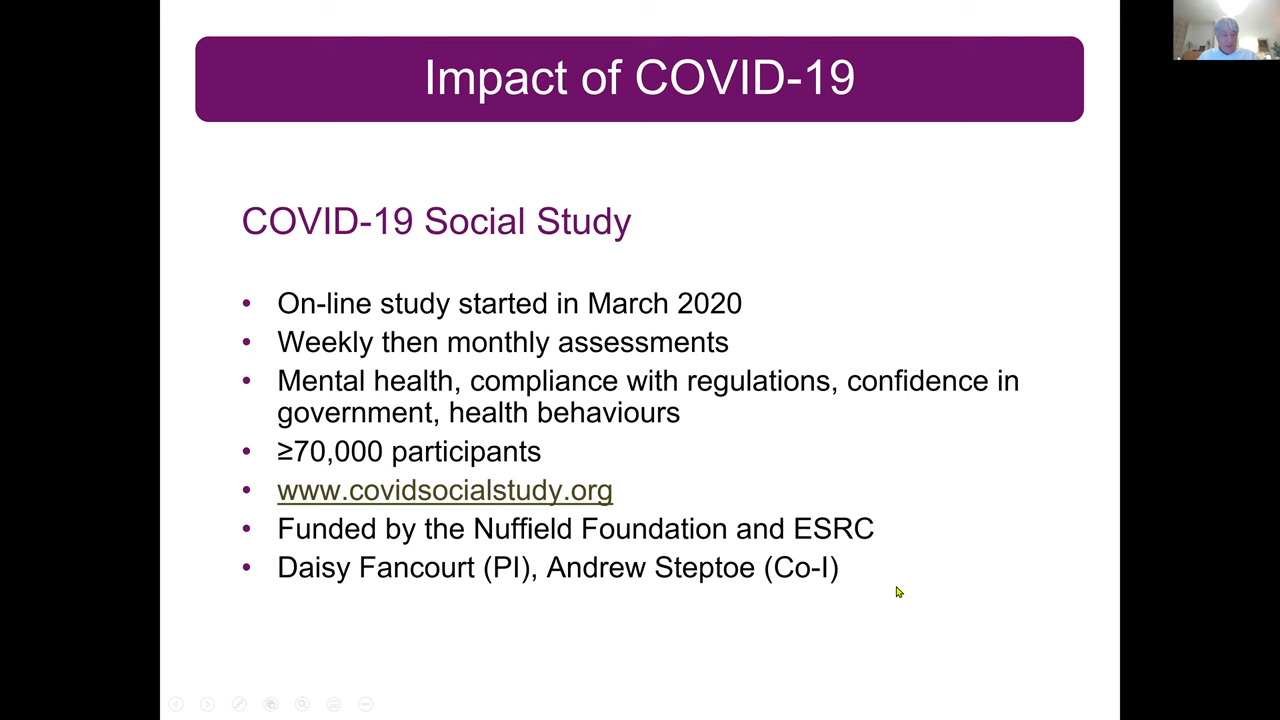 Impact of COVID-19
COVID-19 Social Study
• On-line study started in March 2020
• Weekly then monthly assessments
• Mental health, compliance with regulations, confidence in
government, health behaviours
• ≥70,000 participants
• www.covidsocialstudy.org
• Funded by the Nuffield Foundation and ESRC
• Daisy Fancourt (PI), Andrew Steptoe (Co-I)